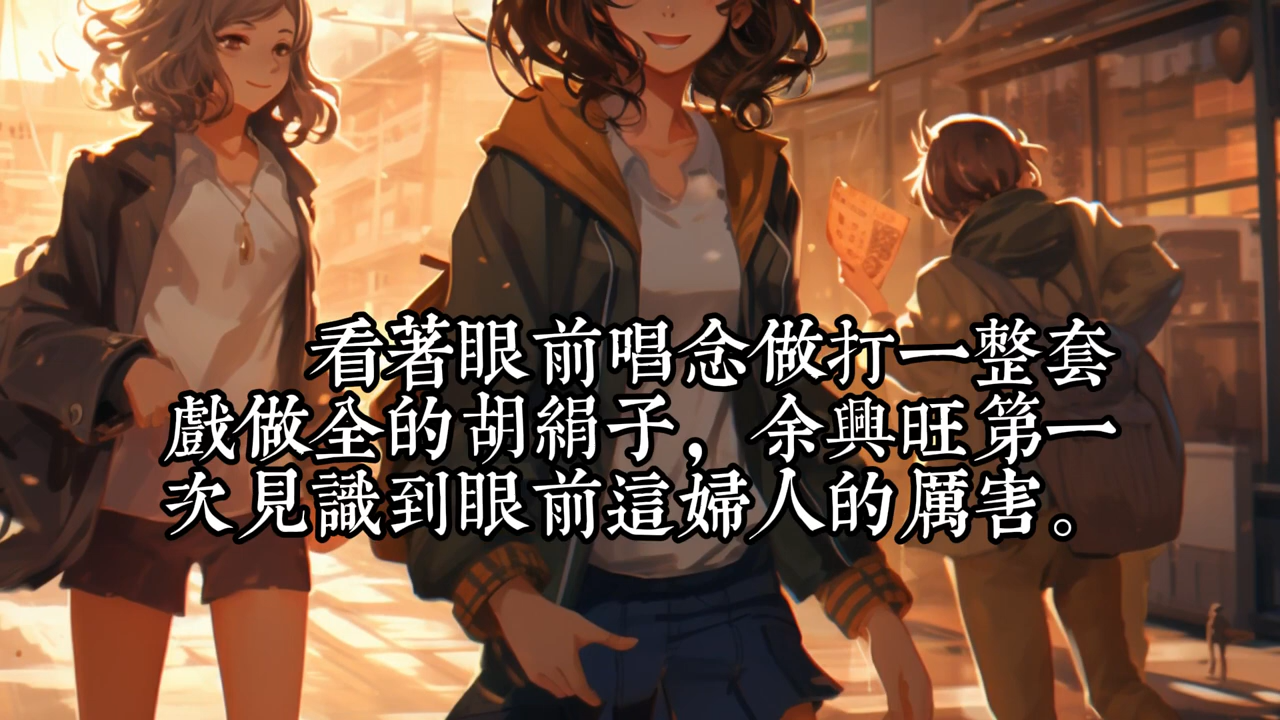 看著眼前唱念做打一整套
戲做全的胡絹子，余興旺第一
次見識到眼前這婦人的厲害。